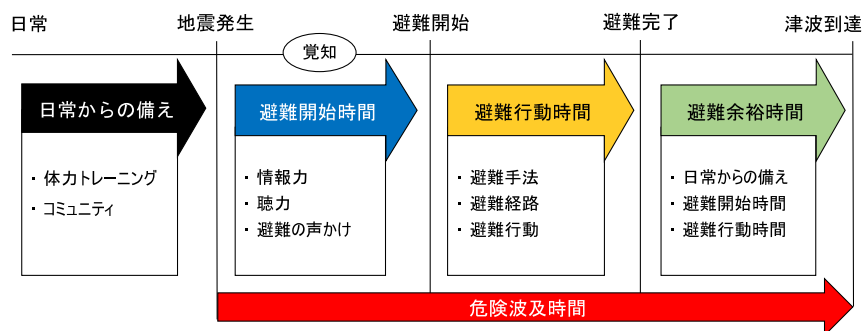 日常
地震発生
避難開始
避難完了
津波到達
覚知
日常からの備え
・ 体力トレーニング
・ コミュニティ
避難開始時間
・ 情報力
・ 聴力
・ 避難の声かけ
避難行動時間
・ 避難手法
・ 避難経路
・ 避難行動
避難余裕時間
・ 日常からの備え
・ 避難開始時間
・ 避難行動時間
危険波及時間